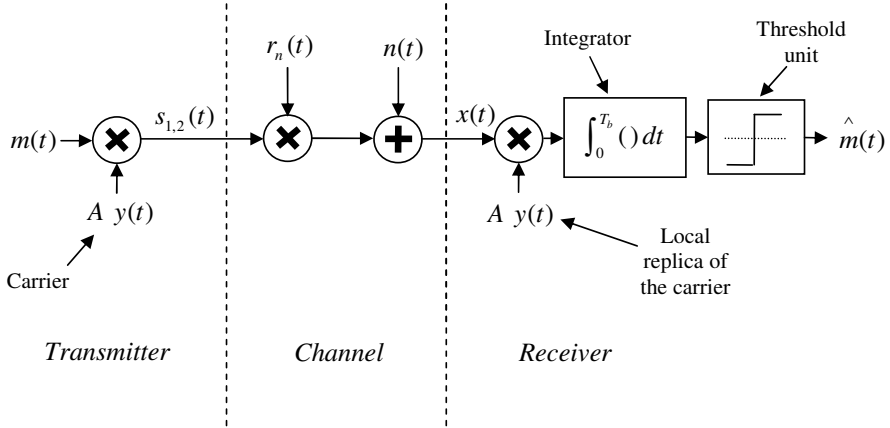 r_n(t)
n(t)
Integrator
Threshold
unit
m(t)
s_{1,2}(t)
x(t)
∫_0^{T_b} () dt
\hat{m}(t)
A y(t)
A y(t)
Carrier
Local
replica of
the carrier
Transmitter
Channel
Receiver